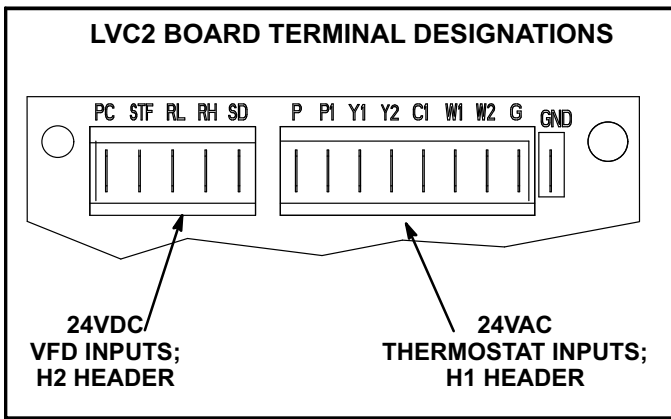 LVC2 BOARD TERMINAL DESIGNATIONS
PC STF RL RH SD P P1 Y1 Y2 C1 W1 W2 G GND
24VDC
VFD INPUTS;
H2 HEADER
24VAC
THERMOSTAT INPUTS;
H1 HEADER